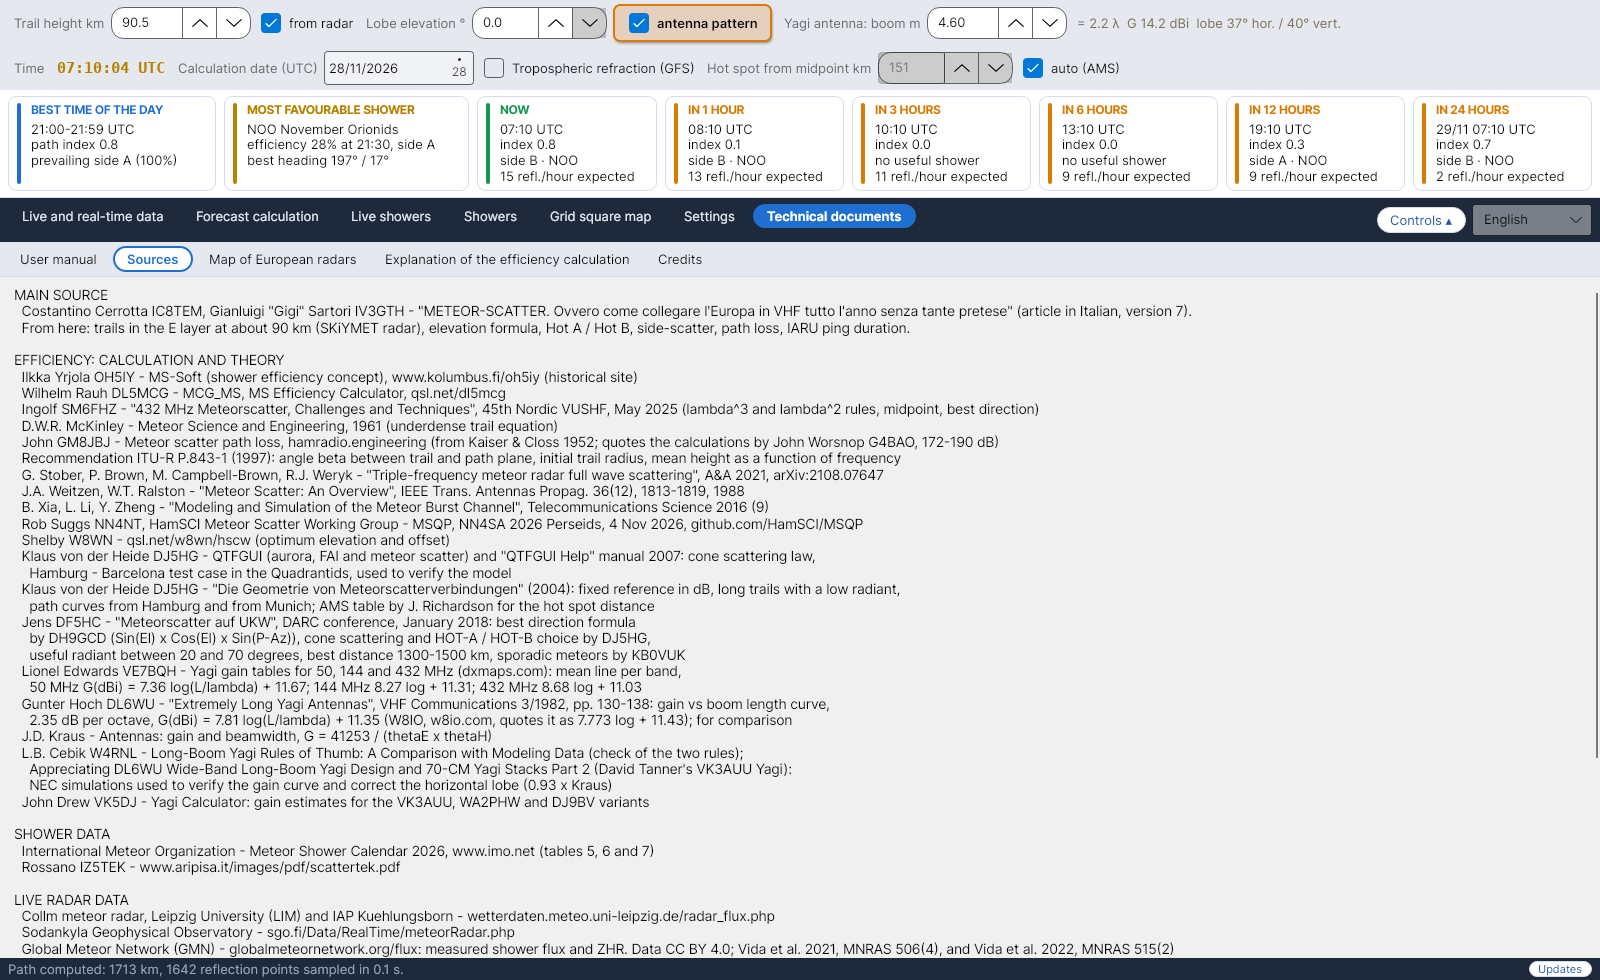 Trail height km 90.5 from radar Lobe elevation ° 0.0 antenna pattern Yagi antenna: boom m 4.60 = 2.2 λ G 14.2 dBi lobe 37° hor. / 40° vert.
Time 07:10:04 UTC Calculation date (UTC) 28/11/2026 28 Tropospheric refraction (GFS) Hot spot from midpoint km 151 auto (AMS)
BEST TIME OF THE DAY
21:00-21:59 UTC
path index 0.8
prevailing side A (100%)
MOST FAVOURABLE SHOWER
NOO November Orionids
efficiency 28% at 21:30, side A
best heading 197° / 17°
NOW
07:10 UTC
index 0.8
side B · NOO
15 refl./hour expected
IN 1 HOUR
08:10 UTC
index 0.1
side B · NOO
13 refl./hour expected
IN 3 HOURS
10:10 UTC
index 0.0
no useful shower
11 refl./hour expected
IN 6 HOURS
13:10 UTC
index 0.0
no useful shower
9 refl./hour expected
IN 12 HOURS
19:10 UTC
index 0.3
side A · NOO
9 refl./hour expected
IN 24 HOURS
29/11 07:10 UTC
index 0.7
side B · NOO
2 refl./hour expected
Live and real-time data Forecast calculation Live showers Showers Grid square map Settings Technical documents Controls ▴ English
User manual Sources Map of European radars Explanation of the efficiency calculation Credits
MAIN SOURCE
Costantino Cerrotta IC8TEM, Gianluigi "Gigi" Sartori IV3GTH - "METEOR-SCATTER. Ovvero come collegare l'Europa in VHF tutto l'anno senza tante pretese" (article in Italian, version 7).
From here: trails in the E layer at about 90 km (SKiYMET radar), elevation formula, Hot A / Hot B, side-scatter, path loss, IARU ping duration.
EFFICIENCY: CALCULATION AND THEORY
Ilkka Yrjola OH5IY - MS-Soft (shower efficiency concept), www.kolumbus.fi/oh5iy (historical site)
Wilhelm Rauh DL5MCG - MCG_MS, MS Efficiency Calculator, qsl.net/dl5mcg
Ingolf SM6FHZ - "432 MHz Meteorscatter, Challenges and Techniques", 45th Nordic VUSHF, May 2025 (lambda^3 and lambda^2 rules, midpoint, best direction)
D.W.R. McKinley - Meteor Science and Engineering, 1961 (underdense trail equation)
John GM8JBJ - Meteor scatter path loss, hamradio.engineering (from Kaiser & Closs 1952; quotes the calculations by John Worsnop G4BAO, 172-190 dB)
Recommendation ITU-R P.843-1 (1997): angle beta between trail and path plane, initial trail radius, mean height as a function of frequency
G. Stober, P. Brown, M. Campbell-Brown, R.J. Weryk - "Triple-frequency meteor radar full wave scattering", A&A 2021, arXiv:2108.07647
J.A. Weitzen, W.T. Ralston - "Meteor Scatter: An Overview", IEEE Trans. Antennas Propag. 36(12), 1813-1819, 1988
B. Xia, L. Li, Y. Zheng - "Modeling and Simulation of the Meteor Burst Channel", Telecommunications Science 2016 (9)
Rob Suggs NN4NT, HamSCI Meteor Scatter Working Group - MSQP, NN4SA 2026 Perseids, 4 Nov 2026, github.com/HamSCI/MSQP
Shelby W8WN - qsl.net/w8wn/hscw (optimum elevation and offset)
Klaus von der Heide DJ5HG - QTFGUI (aurora, FAI and meteor scatter) and "QTFGUI Help" manual 2007: cone scattering law,
Hamburg - Barcelona test case in the Quadrantids, used to verify the model
Klaus von der Heide DJ5HG - "Die Geometrie von Meteorscatterverbindungen" (2004): fixed reference in dB, long trails with a low radiant,
path curves from Hamburg and from Munich; AMS table by J. Richardson for the hot spot distance
Jens DF5HC - "Meteorscatter auf UKW", DARC conference, January 2018: best direction formula
by DH9GCD (Sin(El) x Cos(El) x Sin(P-Az)), cone scattering and HOT-A / HOT-B choice by DJ5HG,
useful radiant between 20 and 70 degrees, best distance 1300-1500 km, sporadic meteors by KB0VUK
Lionel Edwards VE7BQH - Yagi gain tables for 50, 144 and 432 MHz (dxmaps.com): mean line per band,
50 MHz G(dBi) = 7.36 log(L/lambda) + 11.67; 144 MHz 8.27 log + 11.31; 432 MHz 8.68 log + 11.03
Gunter Hoch DL6WU - "Extremely Long Yagi Antennas", VHF Communications 3/1982, pp. 130-138: gain vs boom length curve,
2.35 dB per octave, G(dBi) = 7.81 log(L/lambda) + 11.35 (W8IO, w8io.com, quotes it as 7.773 log + 11.43); for comparison
J.D. Kraus - Antennas: gain and beamwidth, G = 41253 / (thetaE x thetaH)
L.B. Cebik W4RNL - Long-Boom Yagi Rules of Thumb: A Comparison with Modeling Data (check of the two rules);
Appreciating DL6WU Wide-Band Long-Boom Yagi Design and 70-CM Yagi Stacks Part 2 (David Tanner's VK3AUU Yagi):
NEC simulations used to verify the gain curve and correct the horizontal lobe (0.93 x Kraus)
John Drew VK5DJ - Yagi Calculator: gain estimates for the VK3AUU, WA2PHW and DJ9BV variants
SHOWER DATA
International Meteor Organization - Meteor Shower Calendar 2026, www.imo.net (tables 5, 6 and 7)
Rossano IZ5TEK - www.aripisa.it/images/pdf/scattertek.pdf
LIVE RADAR DATA
Collm meteor radar, Leipzig University (LIM) and IAP Kuehlungsborn - wetterdaten.meteo.uni-leipzig.de/radar_flux.php
Sodankyla Geophysical Observatory - sgo.fi/Data/RealTime/meteorRadar.php
Global Meteor Network (GMN) - globalmeteornetwork.org/flux: measured shower flux and ZHR. Data CC BY 4.0; Vida et al. 2021, MNRAS 506(4), and Vida et al. 2022, MNRAS 515(2)
Path computed: 1713 km, 1642 reflection points sampled in 0.1 s. Updates